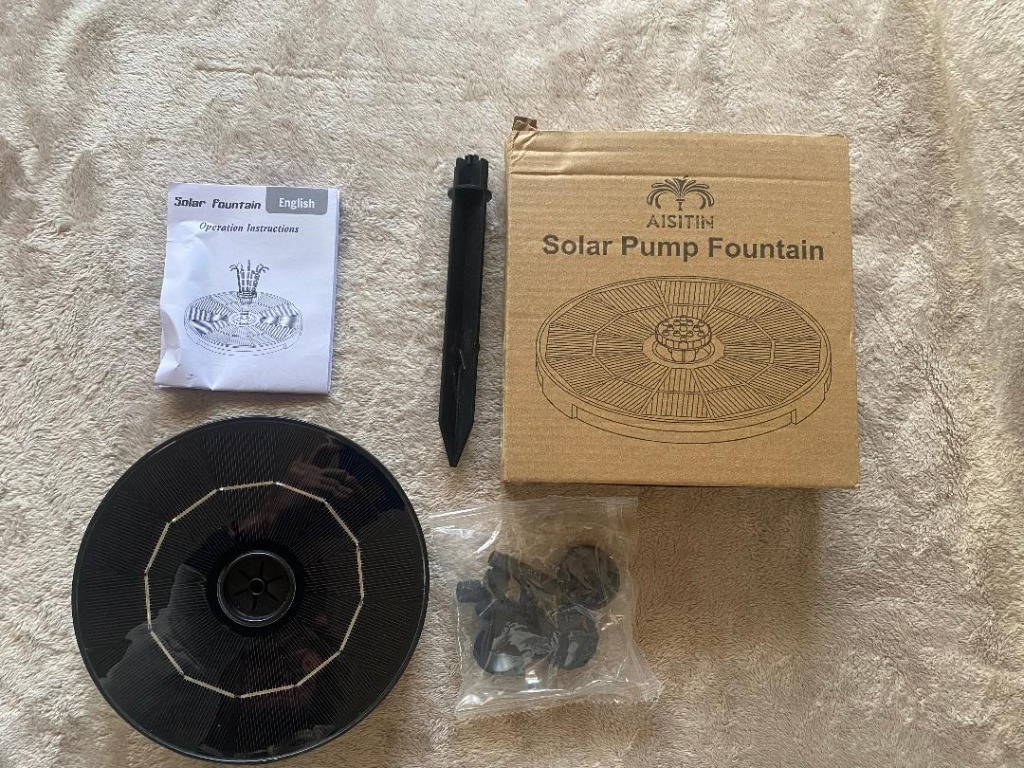 Solar Fountain English
Operation Instructions
AISITIN
Solar Pump Fountain